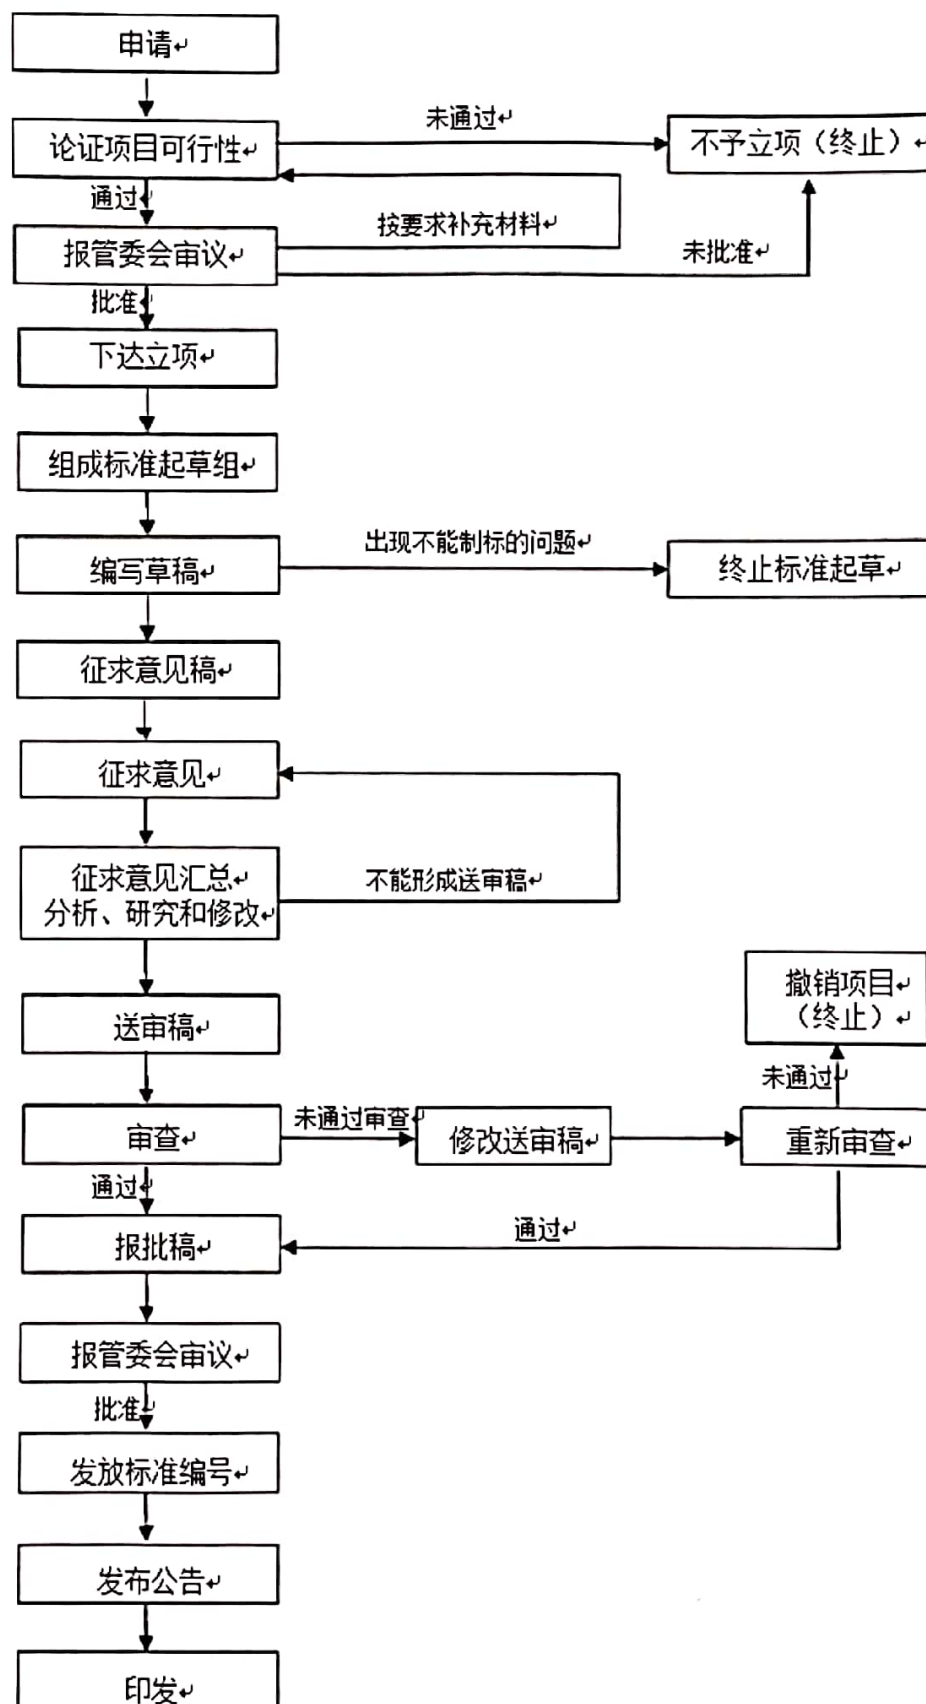 申请
未通过
论证项目可行性
不予立项（终止）
通过
按要求补充材料
报管委会审议
未批准
批准
下达立项
组成标准起草组
出现不能制标的问题
编写草稿
终止标准起草
征求意见稿
征求意见
征求意见汇总
分析、研究和修改
不能形成送审稿
撤销项目
（终止）
送审稿
未通过
未通过审查
审查
修改送审稿
重新审查
通过
通过
报批稿
报管委会审议
批准
发放标准编号
发布公告
印发